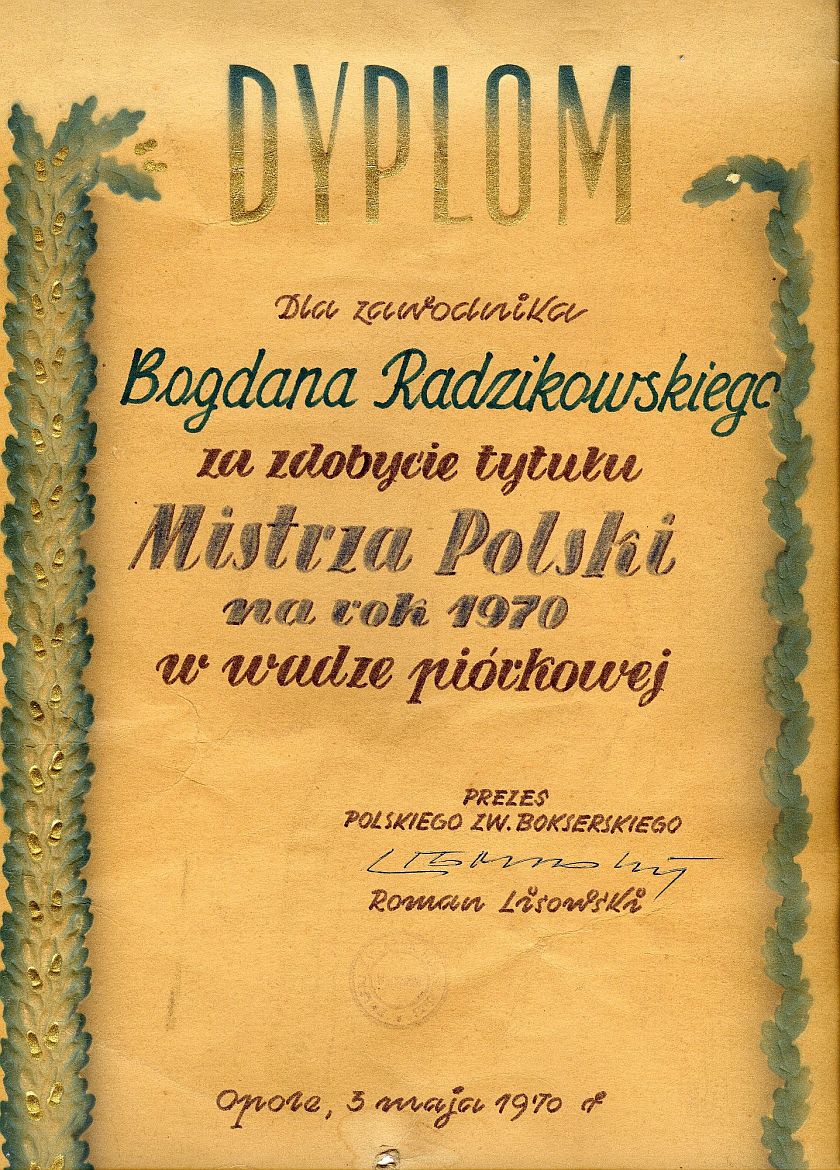 DYPLOM
Dla zawodnika
Bogdana Radzikowskiego
za zdobycie tytułu
Mistrza Polski
na rok 1970
w wadze piórkowej
PREZES
POLSKIEGO ZW. BOKSERSKIEGO
Roman Lisowski
Opole, 3 maja 1970 r